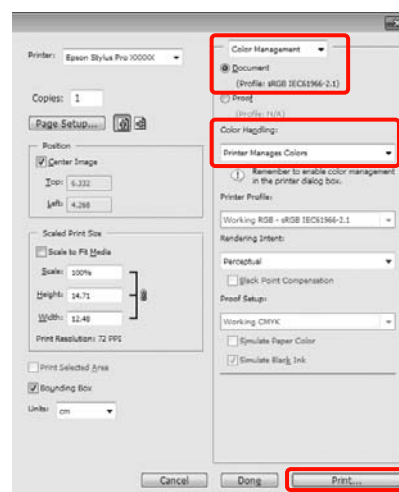 Printer: Epson Stylus Pro XXXXX
Copies: 1
Page Setup...
Position
Center Image
Top: 6.332
Left: 4.268
Scaled Print Size
Scale to Fit Media
Scale: 100%
Height: 14.71
Width: 12.48
Print Resolution: 72 PPI
Print Selected Area
Bounding Box
Units: cm
Color Management
Document
(Profile: sRGB IEC61966-2.1)
Proof
(Profile: N/A)
Color Handling:
Printer Manages Colors
Remember to enable color management
in the printer dialog box.
Printer Profile:
Working RGB - sRGB IEC61966-2.1
Rendering Intent:
Perceptual
Black Point Compensation
Proof Setup:
Working CMYK
Simulate Paper Color
Simulate Black Ink
Cancel
Done
Print...